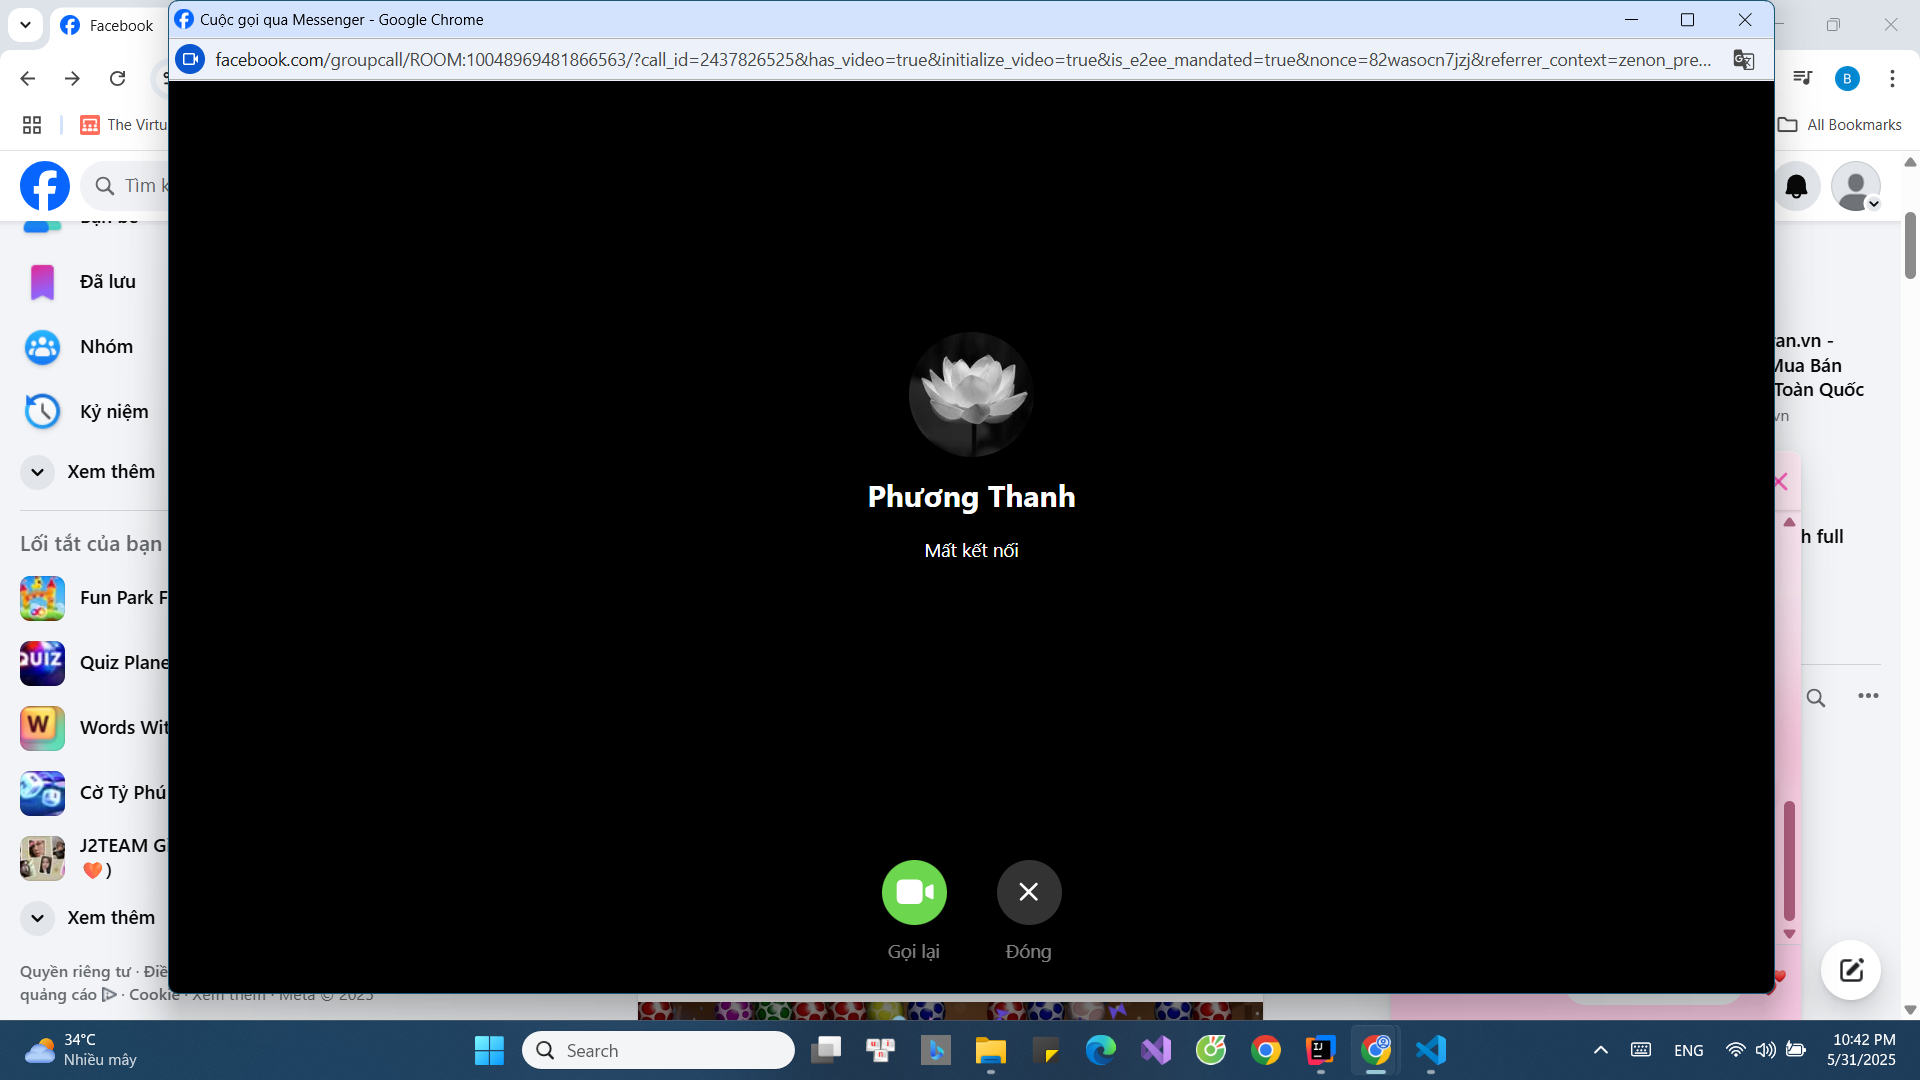 Facebook
Cuộc gọi qua Messenger - Google Chrome
facebook.com/groupcall/ROOM:10048969481866563/?call_id=2437826525&has_video=true&initialize_video=true&is_e2ee_mandated=true&nonce=82wasocn7jzj&referrer_context=zenon_pre...
B
The Virtu
All Bookmarks
Tìm k
Đã lưu
Nhóm
Kỷ niệm
Xem thêm
Lối tắt của bạn
Fun Park F
Quiz Plane
QUIZ
Words Wit
W
Cờ Tỷ Phú
J2TEAM G
❤️ )
Xem thêm
Quyền riêng tư · Điề
quảng cáo · Cookie · Xem thêm · Meta © 2025
Phương Thanh
Mất kết nối
Gọi lại
Đóng
an.vn -
Mua Bán
Toàn Quốc
vn
h full
34°C
Nhiều mây
Search
ENG
10:42 PM
5/31/2025